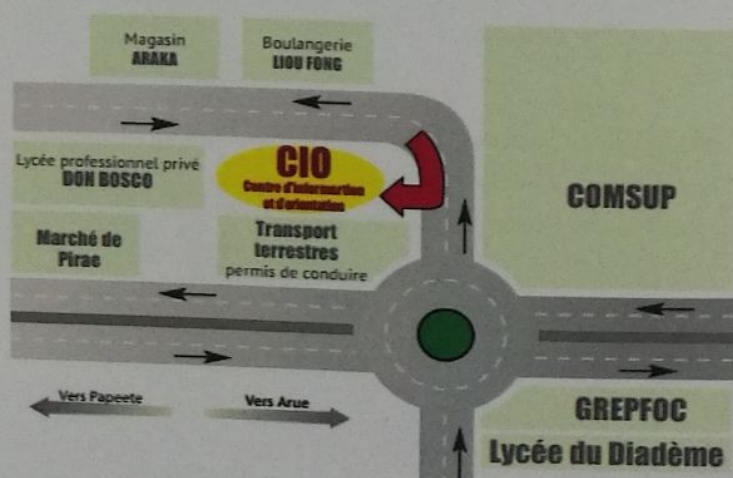 Magasin
ARAKA
Boulangerie
LIOU FONG
Lycée professionnel privé
DON BOSCO
CIO
Centre d'information
et d'orientation
COMSUP
Marché de
Pirae
Transport
terrestres
permis de conduire
Vers Papeete
Vers Arue
GREPFOC
Lycée du Diadème